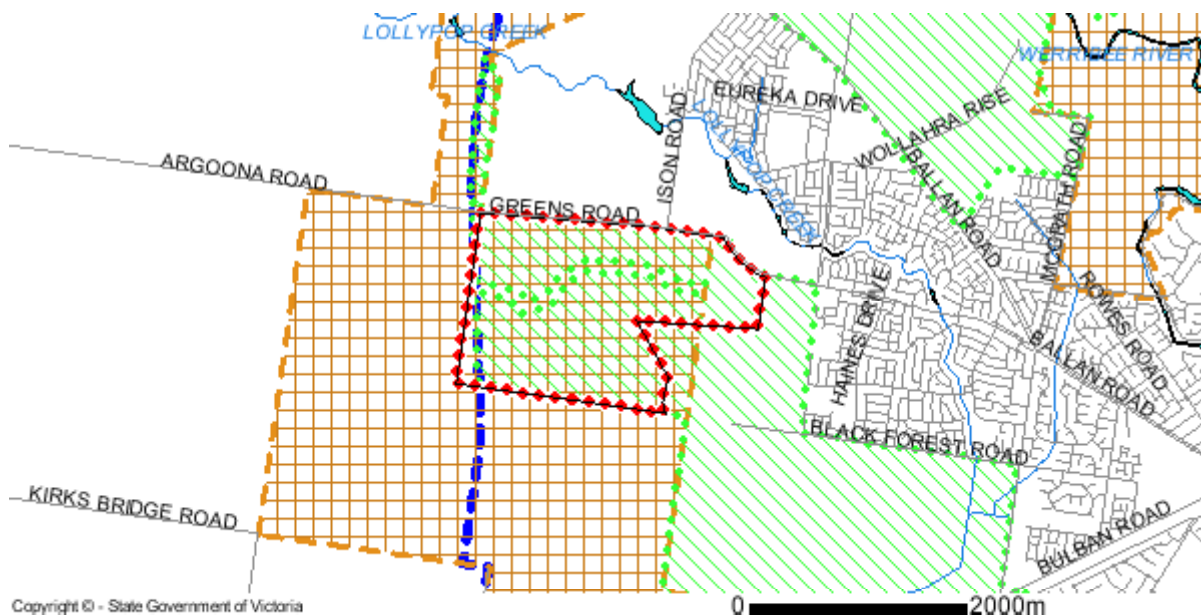 LOLLYPOP CREEK
WERRIBEE RIVER
EUREKA DRIVE
WOLLAHRA RISE
ISON ROAD
LOLLYPOP CREEK
BALLAN ROAD
MCGRATH ROAD
ARGOONA ROAD
GREENS ROAD
HAINES DRIVE
ROWES ROAD
BALLAN ROAD
BLACK FOREST ROAD
KIRKS BRIDGE ROAD
BULBAN ROAD
Copyright © - State Government of Victoria
0 2000m